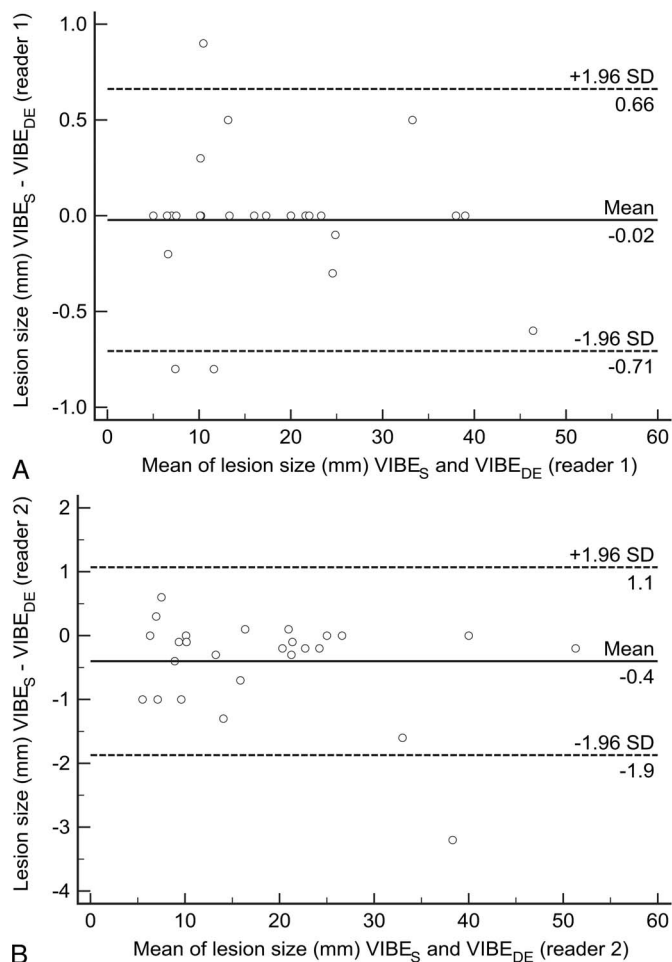 1.0
+1.96 SD
0.66
0.5
Mean
0.0
-0.02
-0.5
-1.96 SD
-0.71
-1.0
0 10 20 30 40 50 60
Lesion size (mm) VIBES - VIBEDE (reader 1)
Mean of lesion size (mm) VIBES and VIBEDE (reader 1)
A
2
+1.96 SD
1
1.1
0
Mean
-0.4
-1
-1.96 SD
-2
-1.9
-3
-4
0 10 20 30 40 50 60
Lesion size (mm) VIBES - VIBEDE (reader 2)
Mean of lesion size (mm) VIBES and VIBEDE (reader 2)
B